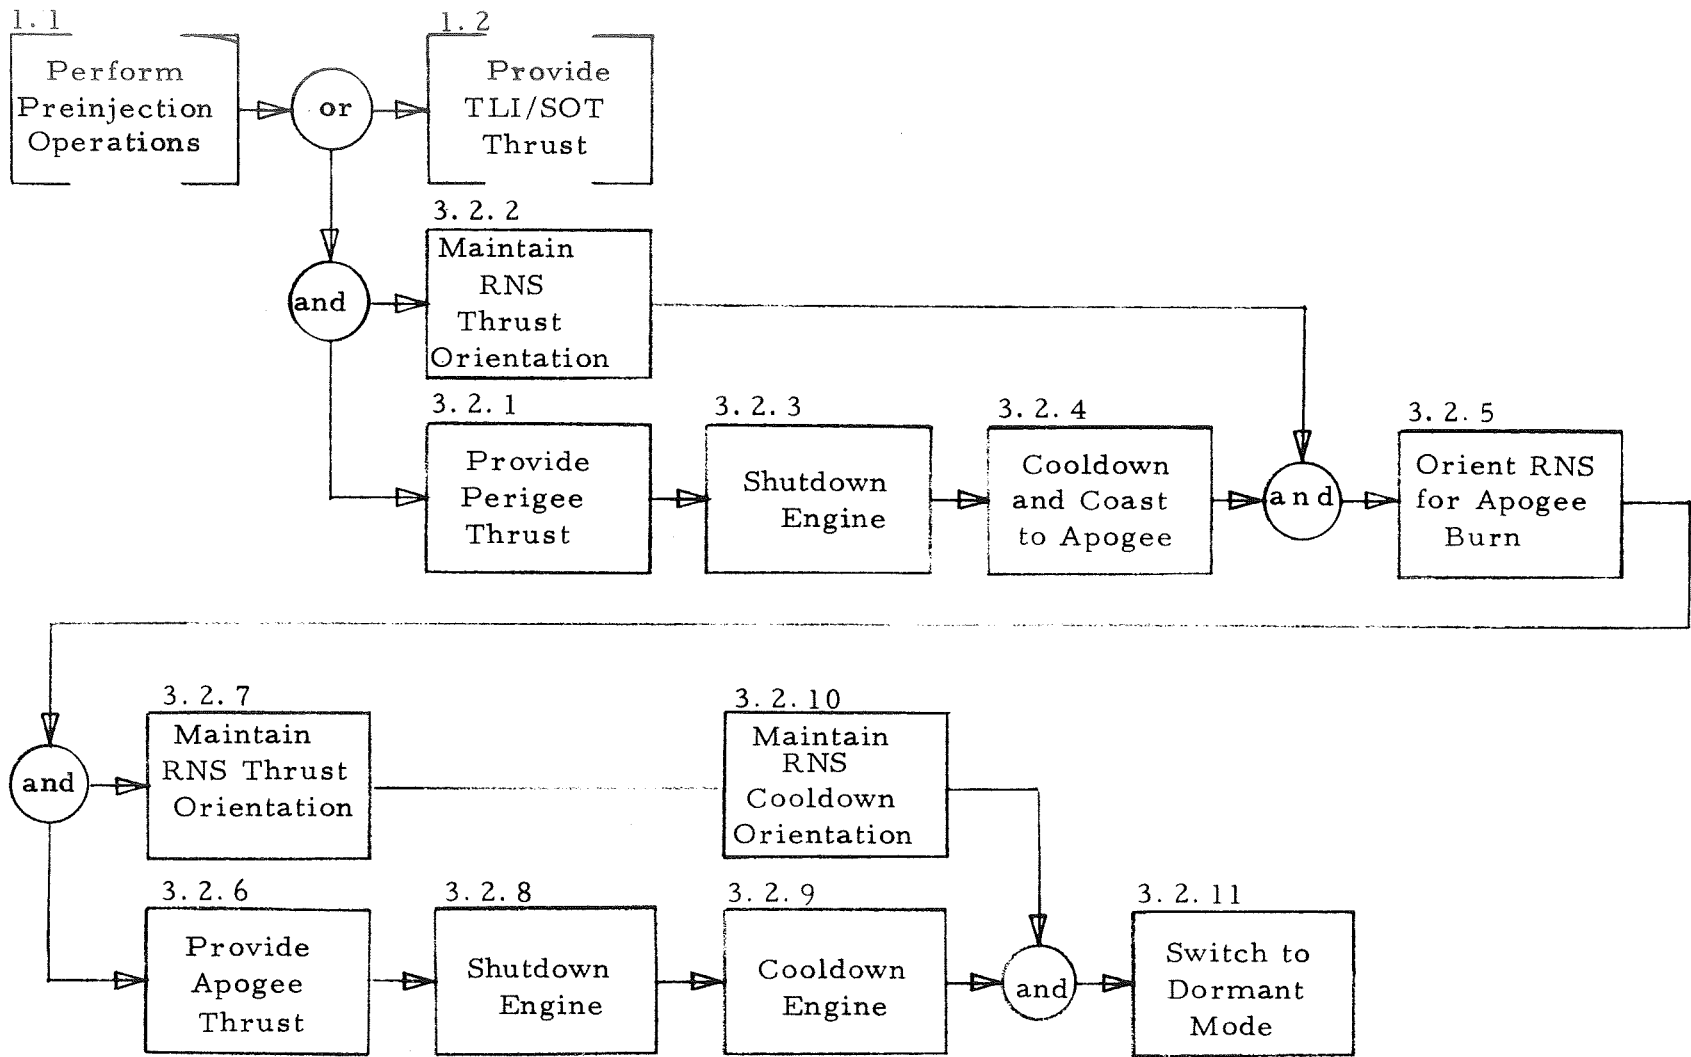 1. 1
Perform
Preinjection
Operations
or
1. 2
Provide
TLI/SOT
Thrust
and
3. 2. 2
Maintain
RNS
Thrust
Orientation
3. 2. 1
Provide
Perigee
Thrust
3. 2. 3
Shutdown
Engine
3. 2. 4
Cooldown
and Coast
to Apogee
and
3. 2. 5
Orient RNS
for Apogee
Burn
and
3. 2. 7
Maintain
RNS Thrust
Orientation
3. 2. 10
Maintain
RNS
Cooldown
Orientation
3. 2. 6
Provide
Apogee
Thrust
3. 2. 8
Shutdown
Engine
3. 2. 9
Cooldown
Engine
and
3. 2. 11
Switch to
Dormant
Mode